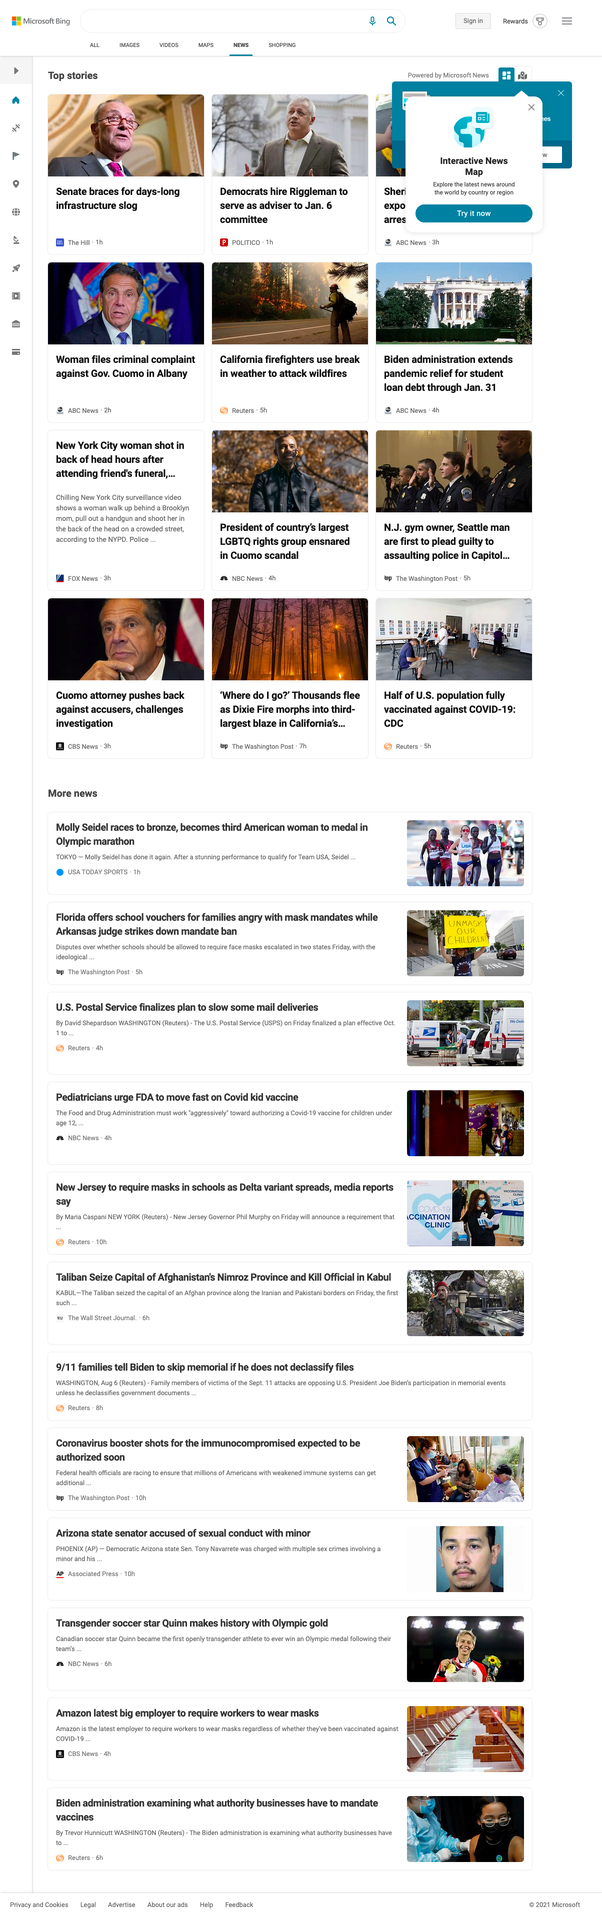 Microsoft Bing
Sign in
Rewards
ALL
IMAGES
VIDEOS
MAPS
NEWS
SHOPPING
Top stories
Powered by Microsoft News
Interactive News
Map
Explore the latest news around
the world by country or region
Try it now
Senate braces for days-long
infrastructure slog
The Hill · 1h
Democrats hire Riggleman to
serve as adviser to Jan. 6
committee
POLITICO · 1h
Sheri
expo
arres
ABC News · 3h
Woman files criminal complaint
against Gov. Cuomo in Albany
ABC News · 2h
California firefighters use break
in weather to attack wildfires
Reuters · 5h
Biden administration extends
pandemic relief for student
loan debt through Jan. 31
ABC News · 4h
New York City woman shot in
back of head hours after
attending friend's funeral,...
Chilling New York City surveillance video
shows a woman walk up behind a Brooklyn
mom, pull out a handgun and shoot her in
the back of the head on a crowded street,
according to the NYPD. Police ...
FOX News · 3h
President of country's largest
LGBTQ rights group ensnared
in Cuomo scandal
NBC News · 4h
N.J. gym owner, Seattle man
are first to plead guilty to
assaulting police in Capitol...
The Washington Post · 5h
Cuomo attorney pushes back
against accusers, challenges
investigation
CBS News · 3h
'Where do I go?' Thousands flee
as Dixie Fire morphs into third-
largest blaze in California's...
The Washington Post · 7h
Half of U.S. population fully
vaccinated against COVID-19:
CDC
Reuters · 5h
More news
Molly Seidel races to bronze, becomes third American woman to medal in
Olympic marathon
TOKYO — Molly Seidel has done it again. After a stunning performance to qualify for Team USA, Seidel ...
USA TODAY SPORTS · 1h
Florida offers school vouchers for families angry with mask mandates while
Arkansas judge strikes down mandate ban
Disputes over whether schools should be allowed to require face masks escalated in two states Friday, with the
ideological ...
The Washington Post · 5h
UNMASK
OUR
CHILDREN
U.S. Postal Service finalizes plan to slow some mail deliveries
By David Shepardson WASHINGTON (Reuters) - The U.S. Postal Service (USPS) on Friday finalized a plan effective Oct.
1 to ...
Reuters · 4h
Pediatricians urge FDA to move fast on Covid kid vaccine
The Food and Drug Administration must work "aggressively" toward authorizing a Covid-19 vaccine for children under
age 12, ...
NBC News · 4h
New Jersey to require masks in schools as Delta variant spreads, media reports
say
By Maria Caspani NEW YORK (Reuters) - New Jersey Governor Phil Murphy on Friday will announce a requirement that
...
Reuters · 10h
COVID-19
ACCINATION
CLINIC
Taliban Seize Capital of Afghanistan's Nimroz Province and Kill Official in Kabul
KABUL—The Taliban seized the capital of an Afghan province along the Iranian and Pakistani borders on Friday, the first
such ...
The Wall Street Journal. · 6h
9/11 families tell Biden to skip memorial if he does not declassify files
WASHINGTON, Aug 6 (Reuters) - Family members of victims of the Sept. 11 attacks are opposing U.S. President Joe Biden's participation in memorial events
unless he declassifies government documents ...
Reuters · 8h
Coronavirus booster shots for the immunocompromised expected to be
authorized soon
Federal health officials are racing to ensure that millions of Americans with weakened immune systems can get
additional ...
The Washington Post · 10h
Arizona state senator accused of sexual conduct with minor
PHOENIX (AP) — Democratic Arizona state Sen. Tony Navarrete was charged with multiple sex crimes involving a
minor and his ...
Associated Press · 10h
Transgender soccer star Quinn makes history with Olympic gold
Canadian soccer star Quinn became the first openly transgender athlete to ever win an Olympic medal following their
team's ...
NBC News · 6h
Amazon latest big employer to require workers to wear masks
Amazon is the latest employer to require workers to wear masks regardless of whether they've been vaccinated against
COVID-19 ...
CBS News · 4h
Biden administration examining what authority businesses have to mandate
vaccines
By Trevor Hunnicutt WASHINGTON (Reuters) - The Biden administration is examining what authority businesses have
to ...
Reuters · 6h
Privacy and Cookies
Legal
Advertise
About our ads
Help
Feedback
© 2021 Microsoft